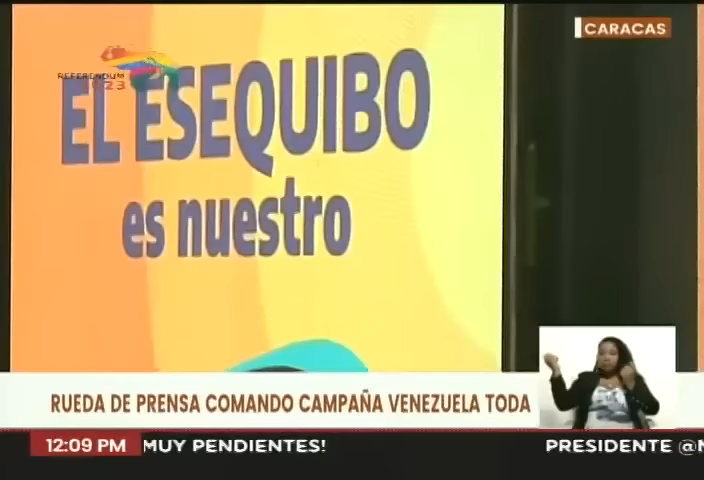 CARACAS
REFERENDUM
EL ESEQUIBO
es nuestro
RUEDA DE PRENSA COMANDO CAMPAÑA VENEZUELA TODA
12:09 PM
MUY PENDIENTES!
PRESIDENTE @